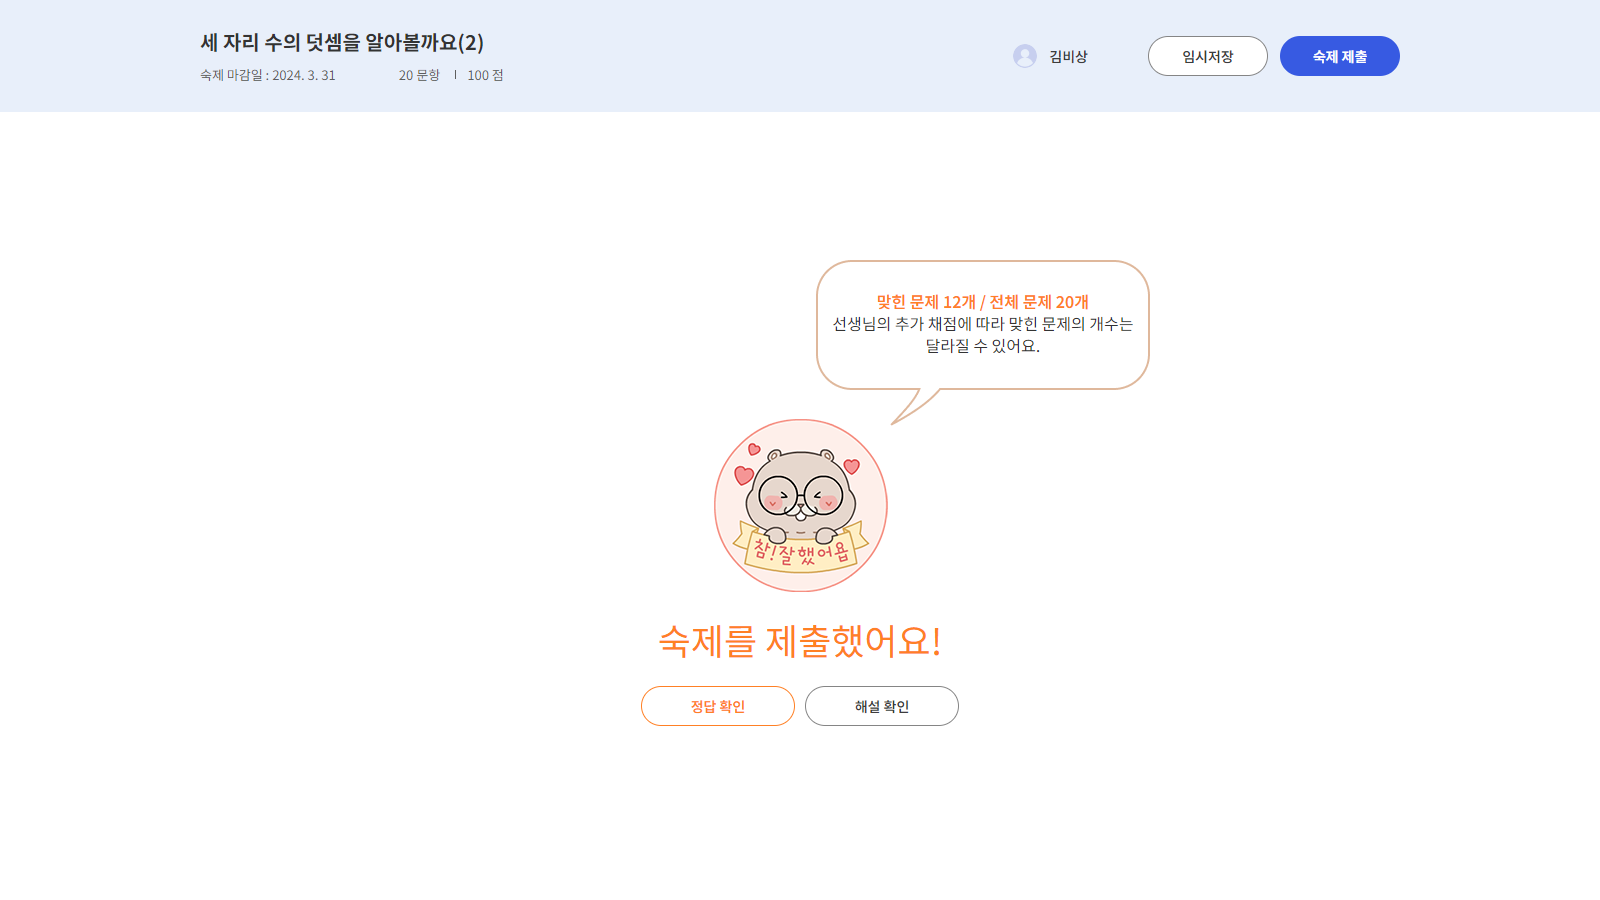 세 자리 수의 덧셈을 알아볼까요(2)
숙제 마감일 : 2024. 3. 31
20 문항 | 100 점
김비상
임시저장
숙제 제출
맞힌 문제 12개 / 전체 문제 20개
선생님의 추가 채점에 따라 맞힌 문제의 개수는
달라질 수 있어요.
참!잘했어욥
숙제를 제출했어요!
정답 확인
해설 확인